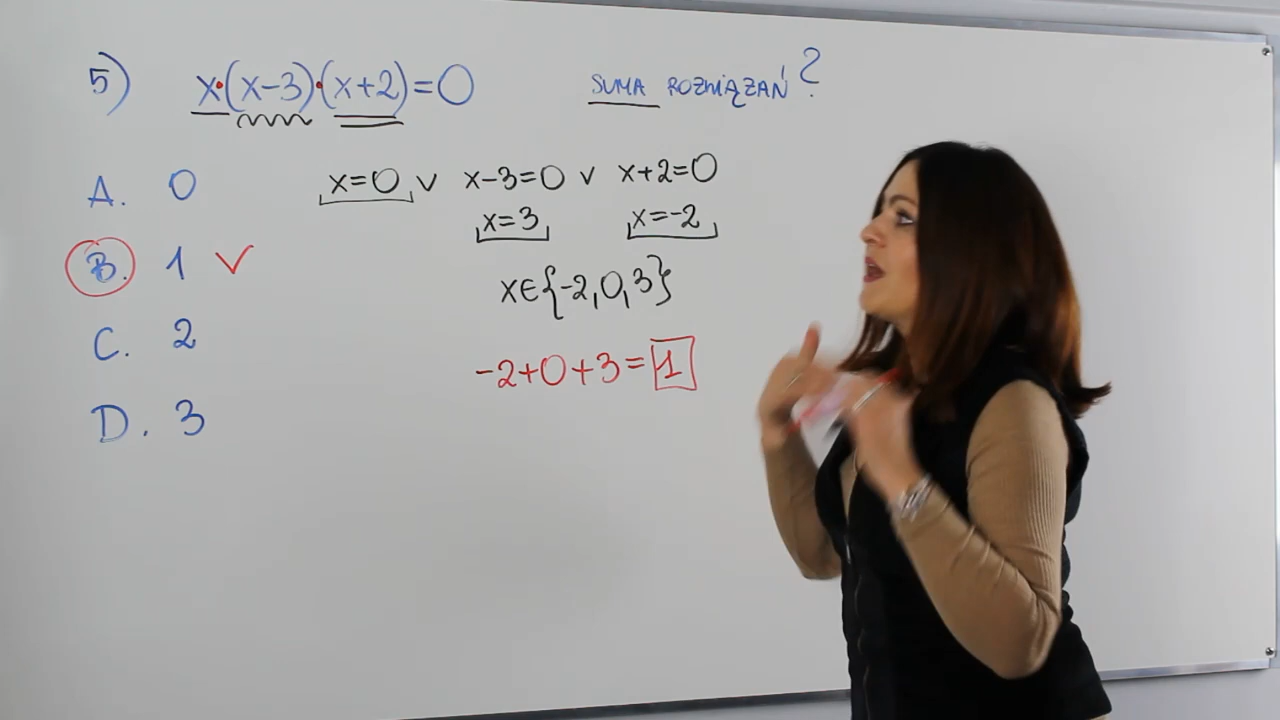 5) x·(x-3)·(x+2)=0 SUMA ROZWIĄZAŃ?
A. 0
x=0 ∨ x-3=0 ∨ x+2=0
x=3 x=-2
B. 1 ✓
x∈{-2,0,3}
C. 2
-2+0+3=1
D. 3